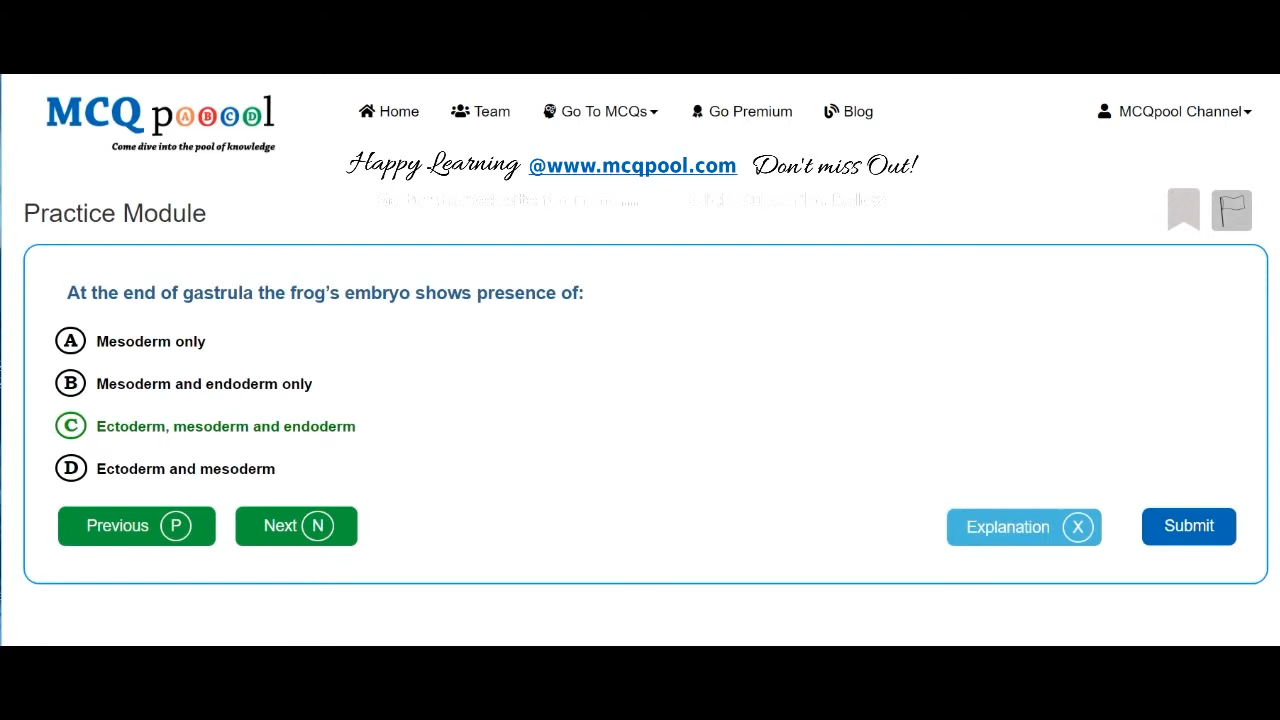 MCQ pABCDl
Come dive into the pool of knowledge
Home Team Go To MCQs Go Premium Blog MCQpool Channel
Happy Learning @www.mcqpool.com Don't miss Out!
Practice Module
At the end of gastrula the frog's embryo shows presence of:
A Mesoderm only
B Mesoderm and endoderm only
C Ectoderm, mesoderm and endoderm
D Ectoderm and mesoderm
Previous P Next N Explanation X Submit